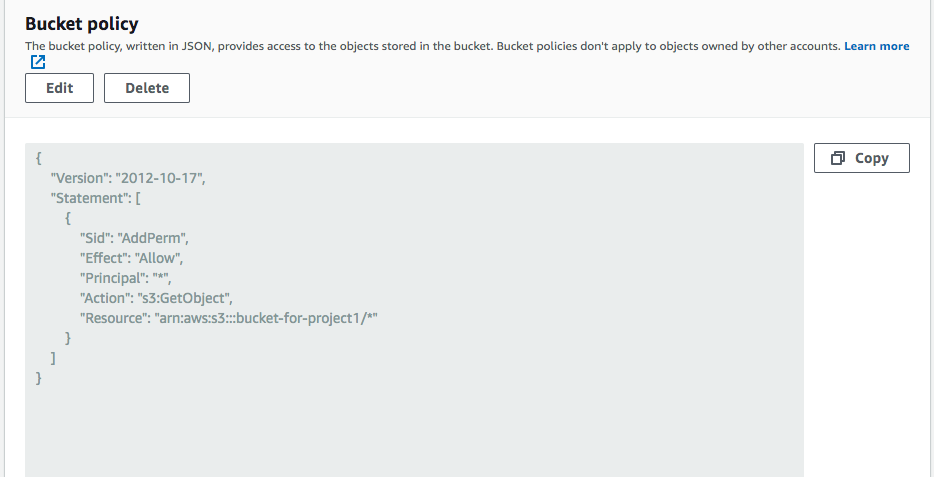 Bucket policy
The bucket policy, written in JSON, provides access to the objects stored in the bucket. Bucket policies don't apply to objects owned by other accounts. Learn more
Edit
Delete
Copy
{
"Version": "2012-10-17",
"Statement": [
{
"Sid": "AddPerm",
"Effect": "Allow",
"Principal": "*",
"Action": "s3:GetObject",
"Resource": "arn:aws:s3:::bucket-for-project1/*"
}
]
}